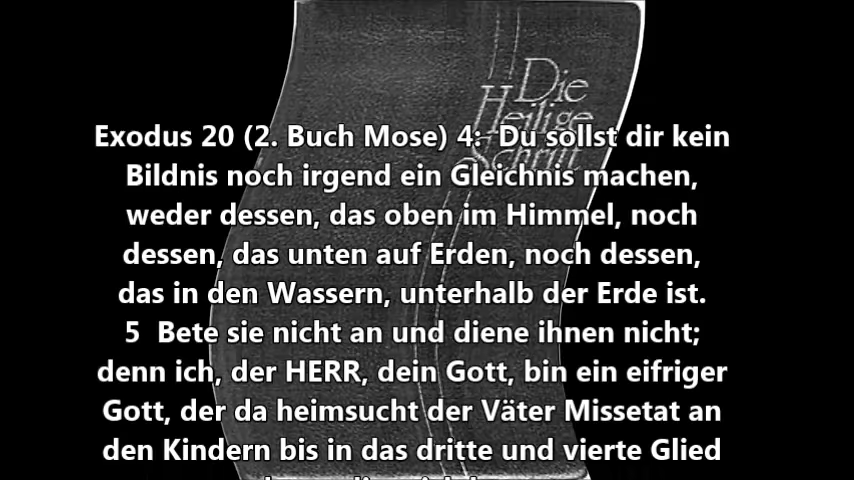 Die
Heilige
Schrift
Exodus 20 (2. Buch Mose) 4:  Du sollst dir kein
Bildnis noch irgend ein Gleichnis machen,
weder dessen, das oben im Himmel, noch
dessen, das unten auf Erden, noch dessen,
das in den Wassern, unterhalb der Erde ist.
5  Bete sie nicht an und diene ihnen nicht;
denn ich, der HERR, dein Gott, bin ein eifriger
Gott, der da heimsucht der Väter Missetat an
den Kindern bis in das dritte und vierte Glied